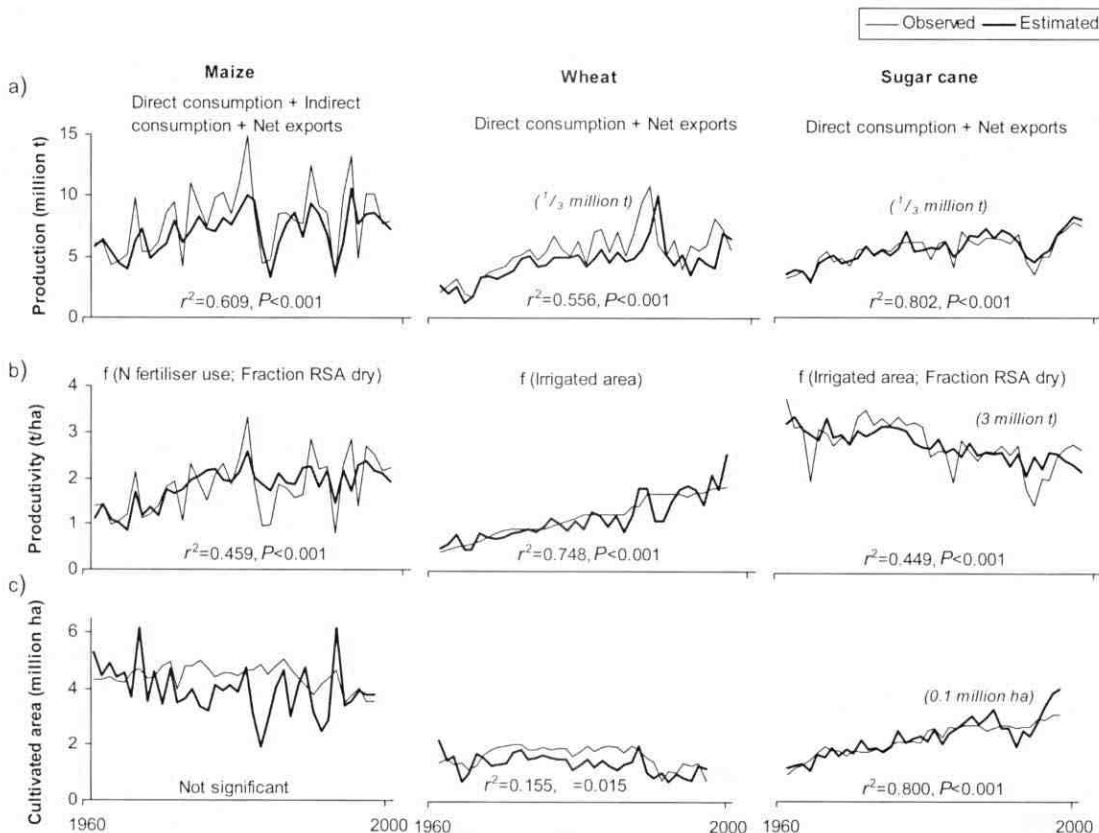 Observed Estimated
Maize Wheat Sugar cane
a)
Direct consumption + Indirect
consumption + Net exports
Direct consumption + Net exports
Direct consumption + Net exports
Production (million t)
15
10
5
0
(1/3 million t)
(1/3 million t)
r²=0.609, P<0.001
r²=0.556, P<0.001
r²=0.802, P<0.001
b)
f (N fertiliser use; Fraction RSA dry)
f (Irrigated area)
f (Irrigated area; Fraction RSA dry)
Prodcutivity (t/ha)
4
3
2
1
0
(3 million t)
r²=0.459, P<0.001
r²=0.748, P<0.001
r²=0.449, P<0.001
c)
Cultivated area (million ha)
6
4
2
0
(0.1 million ha)
Not significant
r²=0.155, =0.015
r²=0.800, P<0.001
1960 2000 1960 2000 1960 2000